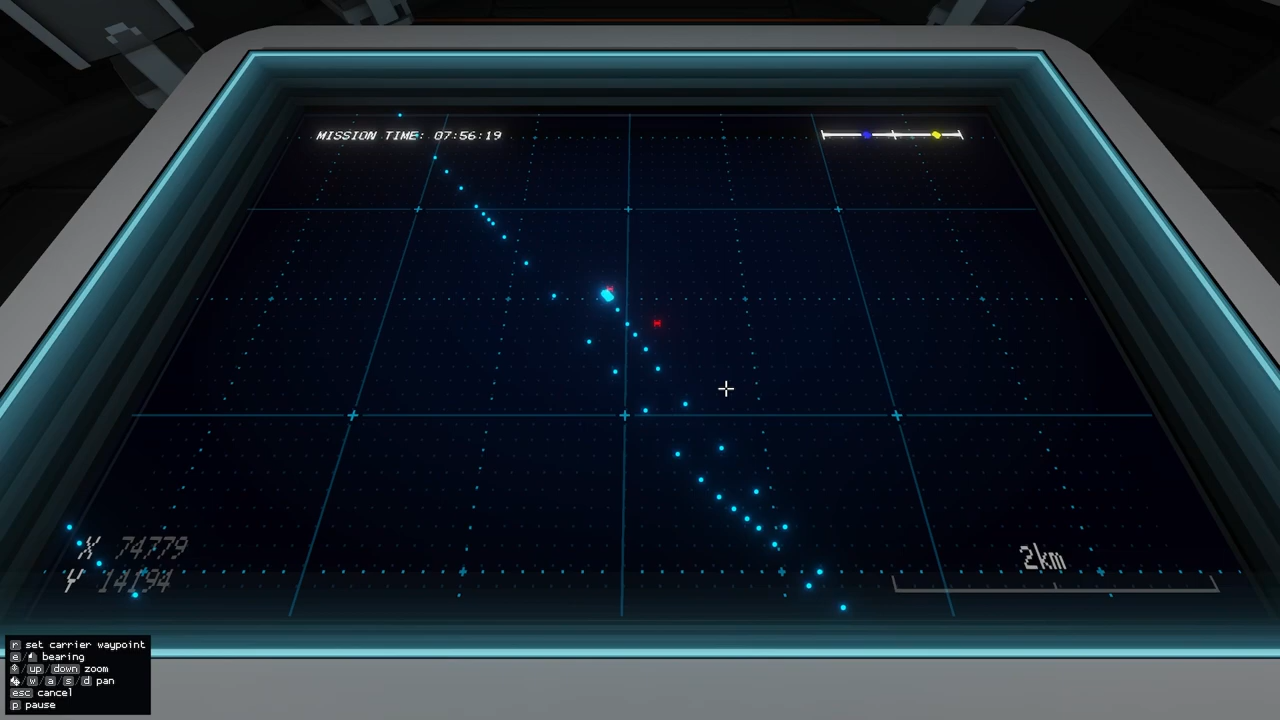 MISSION TIME: 07:56:19
X 74779
Y 14194
2km
r set carrier waypoint
e / bearing
/ up / down zoom
/ w / a / s / d pan
esc cancel
p pause